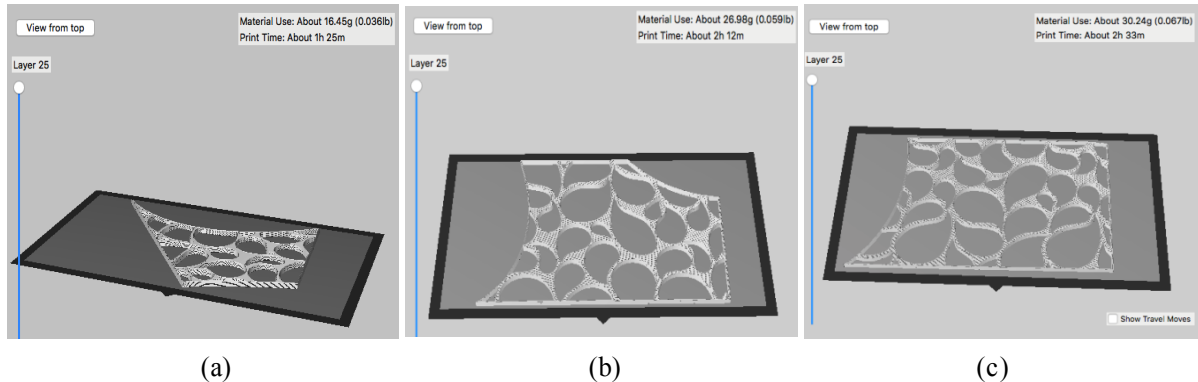 View from top
Material Use: About 16.45g (0.036lb)
Print Time: About 1h 25m
Layer 25
View from top
Material Use: About 26.98g (0.059lb)
Print Time: About 2h 12m
Layer 25
View from top
Material Use: About 30.24g (0.067lb)
Print Time: About 2h 33m
Layer 25
Show Travel Moves
(a)
(b)
(c)